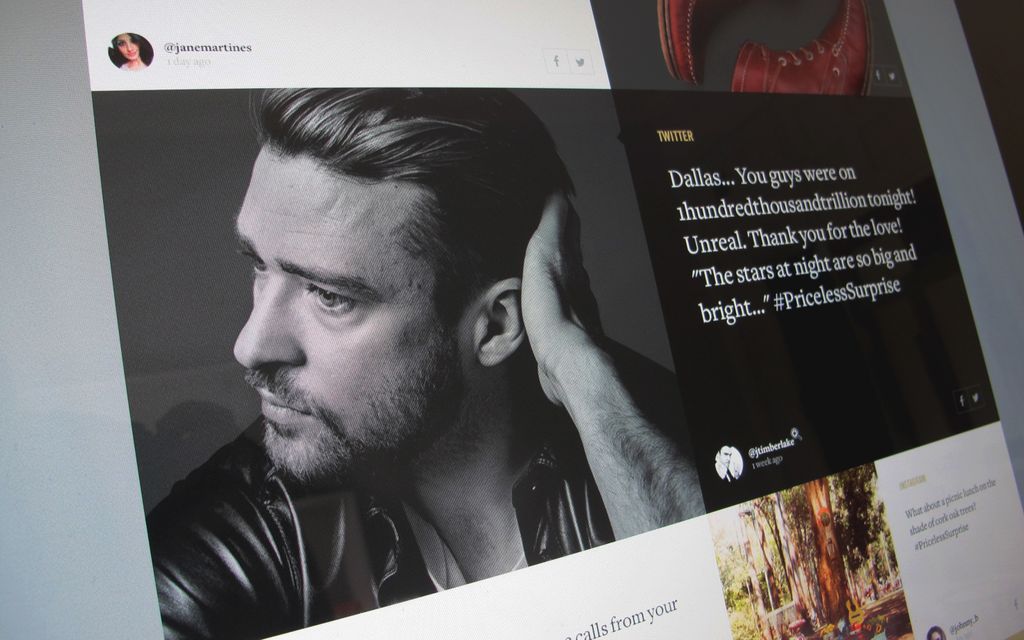 @janemartines
1 day ago
TWITTER
Dallas... You guys were on
1hundredthousandtrillion tonight!
Unreal. Thank you for the love!
"The stars at night are so big and
bright..." #PricelessSurprise
@jtimberlake
1 week ago
INSTAGRAM
What about a picnic lunch on the
shade of cork oak trees!
#PricelessSurprise
@johnny_b
calls from your